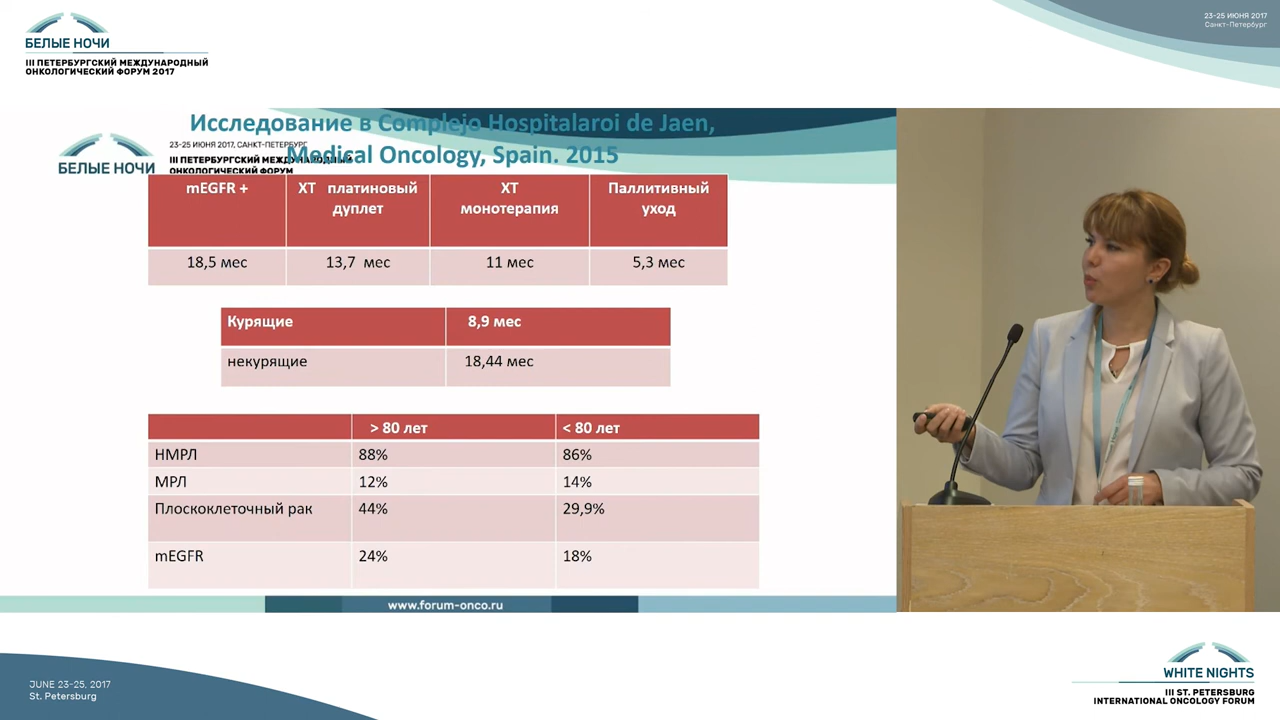 23-25 ИЮНЯ 2017
Санкт-Петербург
БЕЛЫЕ НОЧИ
III ПЕТЕРБУРГСКИЙ МЕЖДУНАРОДНЫЙ
ОНКОЛОГИЧЕСКИЙ ФОРУМ 2017
Исследование в Complejo Hospitalaroi de Jaen,
Medical Oncology, Spain. 2015
23-25 ИЮНЯ 2017, САНКТ-ПЕТЕРБУРГ
БЕЛЫЕ НОЧИ
III ПЕТЕРБУРГСКИЙ МЕЖДУНАРОДНЫЙ
ОНКОЛОГИЧЕСКИЙ ФОРУМ
mEGFR + ХТ платиновый дуплет ХТ монотерапия Паллитивный уход
18,5 мес 13,7 мес 11 мес 5,3 мес
Курящие 8,9 мес
некурящие 18,44 мес
> 80 лет < 80 лет
НМРЛ 88% 86%
МРЛ 12% 14%
Плоскоклеточный рак 44% 29,9%
mEGFR 24% 18%
www.forum-onco.ru
JUNE 23-25, 2017
St. Petersburg
WHITE NIGHTS
III ST. PETERSBURG
INTERNATIONAL ONCOLOGY FORUM